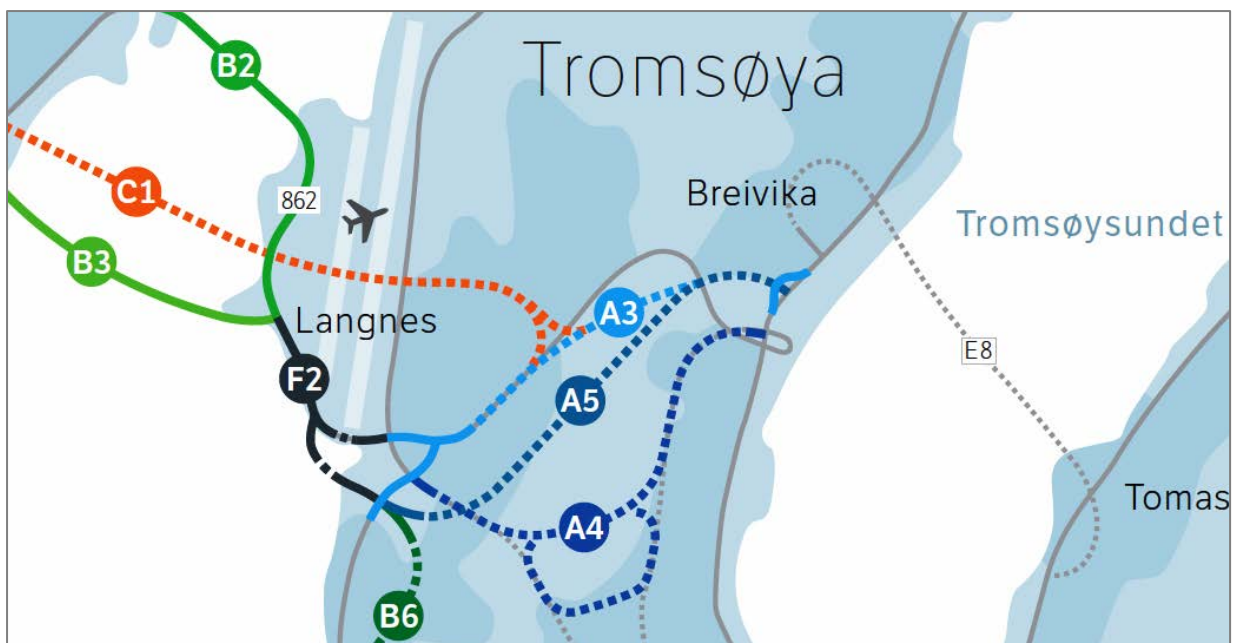 Tromsøya
B2
C1
862
Breivika
Tromsøysundet
B3
Langnes
A3
E8
F2
A5
Tomas
A4
B6